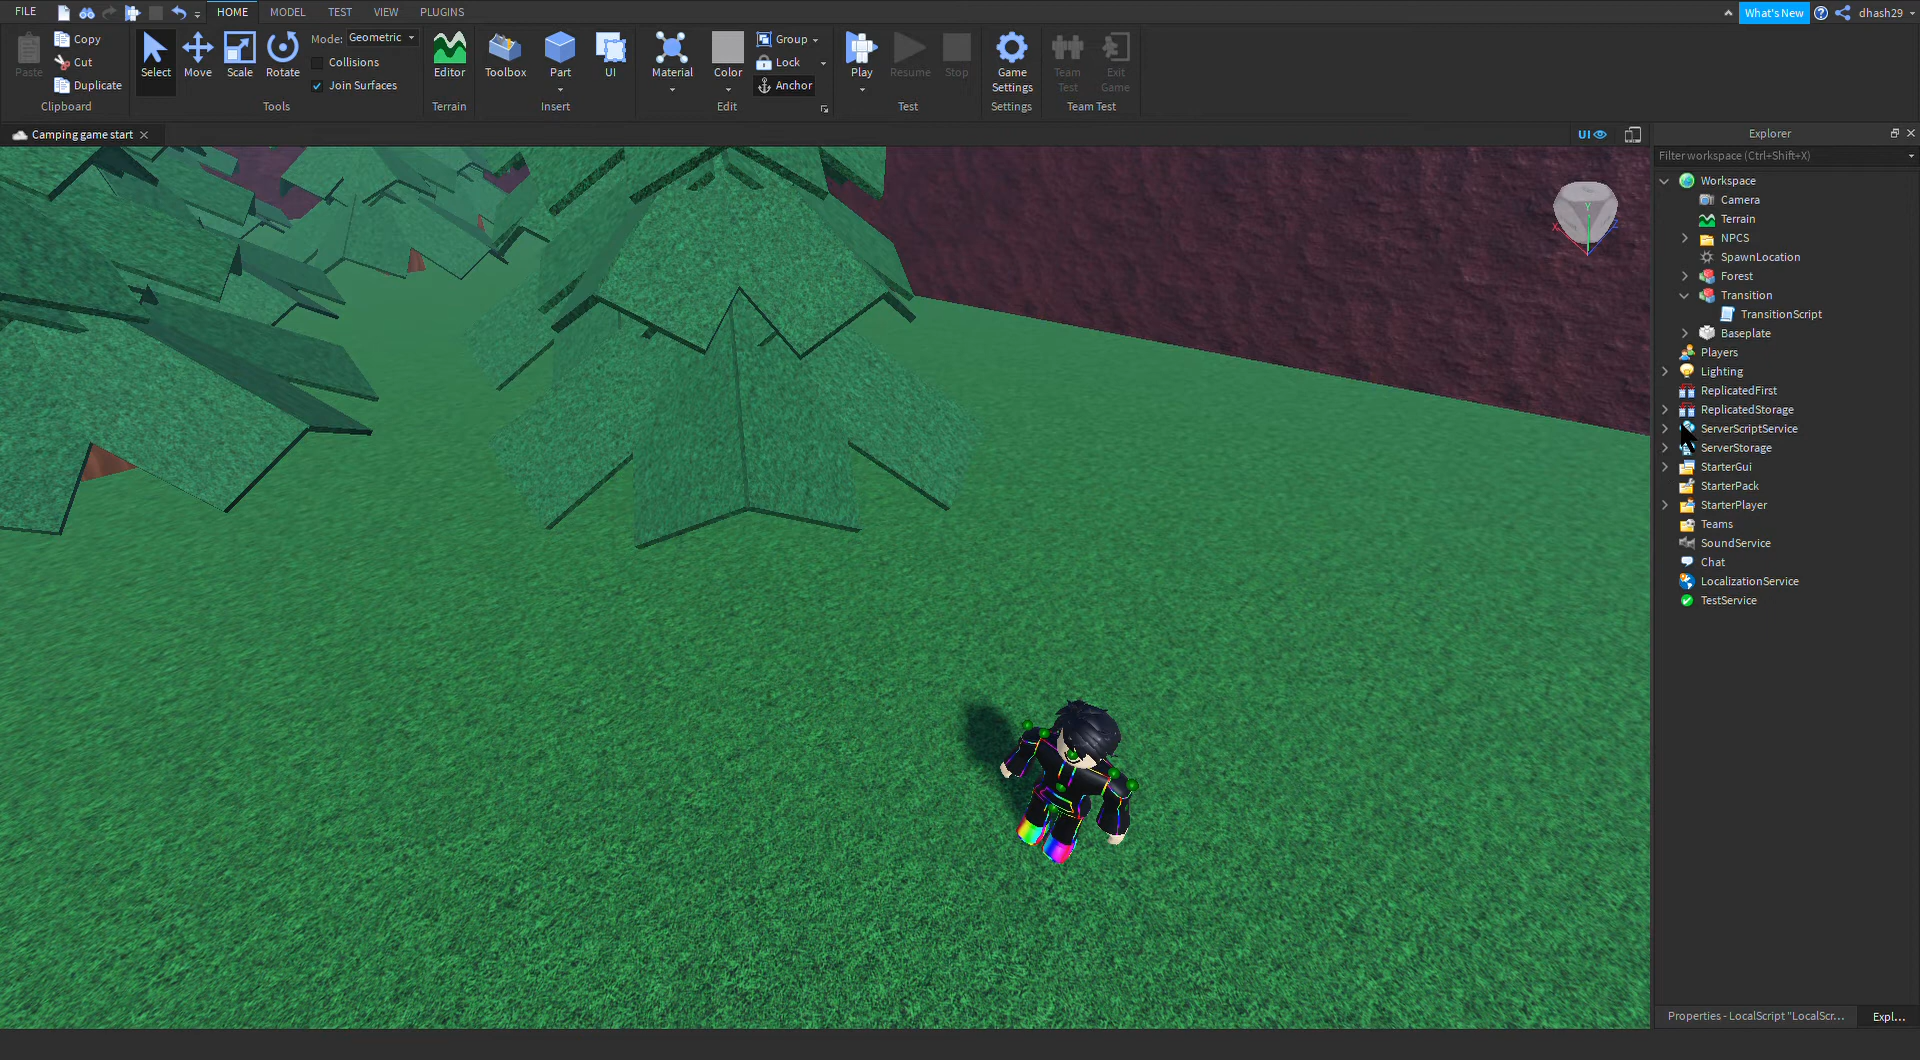 FILE HOME MODEL TEST VIEW PLUGINS What's New dhash29
Copy
Cut
Duplicate
Paste
Clipboard
Select Move Scale Rotate
Mode: Geometric
Collisions
Join Surfaces
Tools
Editor
Terrain
Toolbox Part UI
Insert
Material Color
Group
Lock
Anchor
Edit
Play Resume Stop
Test
Game
Settings
Settings
Team
Test
Exit
Game
Team Test
Camping game start
UI
Explorer
Filter workspace (Ctrl+Shift+X)
Workspace
Camera
Terrain
NPCS
SpawnLocation
Forest
Transition
TransitionScript
Baseplate
Players
Lighting
ReplicatedFirst
ReplicatedStorage
ServerScriptService
ServerStorage
StarterGui
StarterPack
StarterPlayer
Teams
SoundService
Chat
LocalizationService
TestService
Y
X
Z
Properties - LocalScript "LocalScr...
Expl...